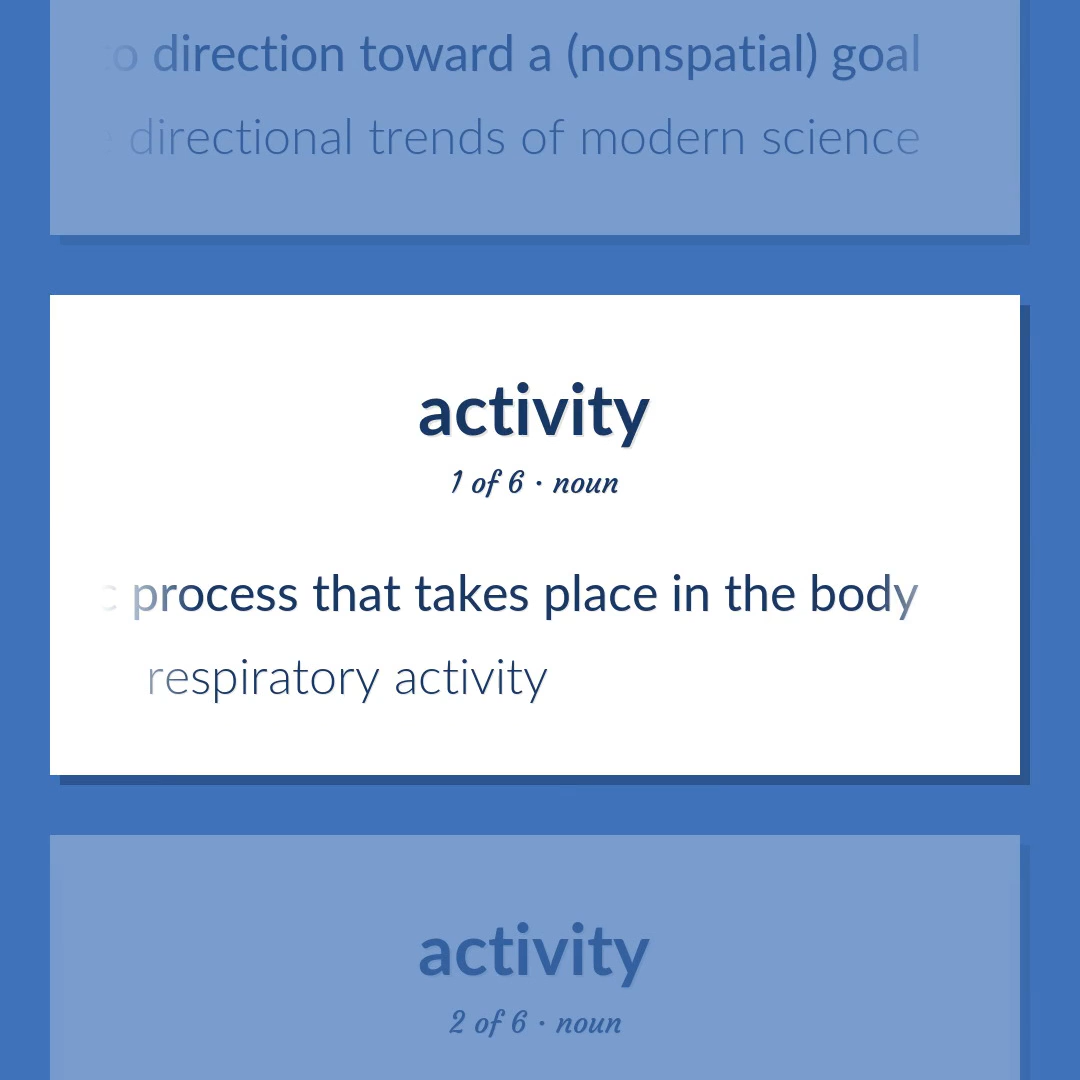 direction toward a (nonspatial) goal
directional trends of modern science
activity
1 of 6 · noun
process that takes place in the body
respiratory activity
activity
2 of 6 · noun